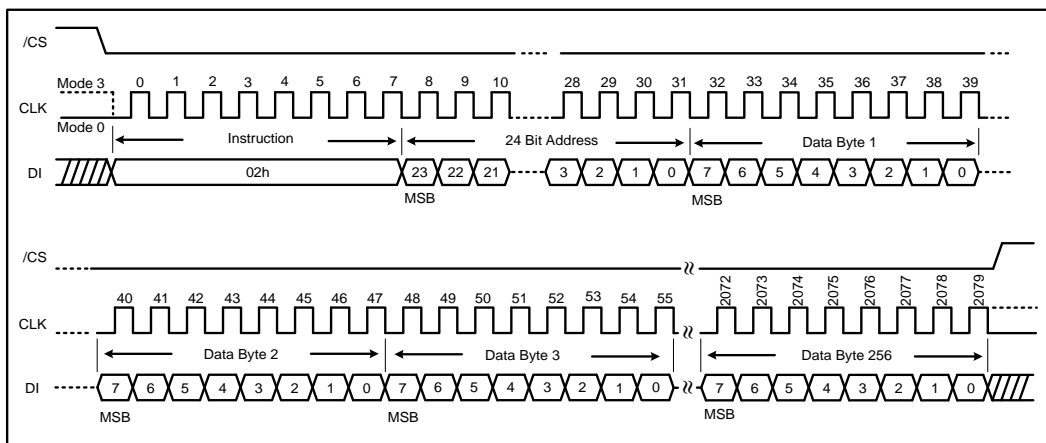 /CS
Mode 3 0 1 2 3 4 5 6 7 8 9 10 28 29 30 31 32 33 34 35 36 37 38 39
CLK
Mode 0
Instruction 24 Bit Address Data Byte 1
DI 02h 23 22 21 3 2 1 0 7 6 5 4 3 2 1 0
MSB MSB
/CS
40 41 42 43 44 45 46 47 48 49 50 51 52 53 54 55 2072 2073 2074 2075 2076 2077 2078 2079
CLK
Data Byte 2 Data Byte 3 Data Byte 256
DI 7 6 5 4 3 2 1 0 7 6 5 4 3 2 1 0 7 6 5 4 3 2 1 0
MSB MSB MSB